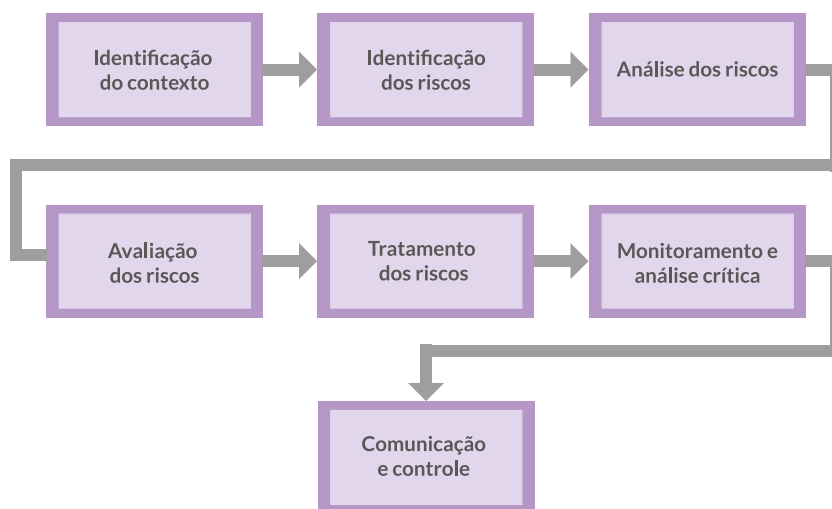 Identificação
do contexto
Identificação
dos riscos
Análise dos riscos
Avaliação
dos riscos
Tratamento
dos riscos
Monitoramento e
análise crítica
Comunicação
e controle